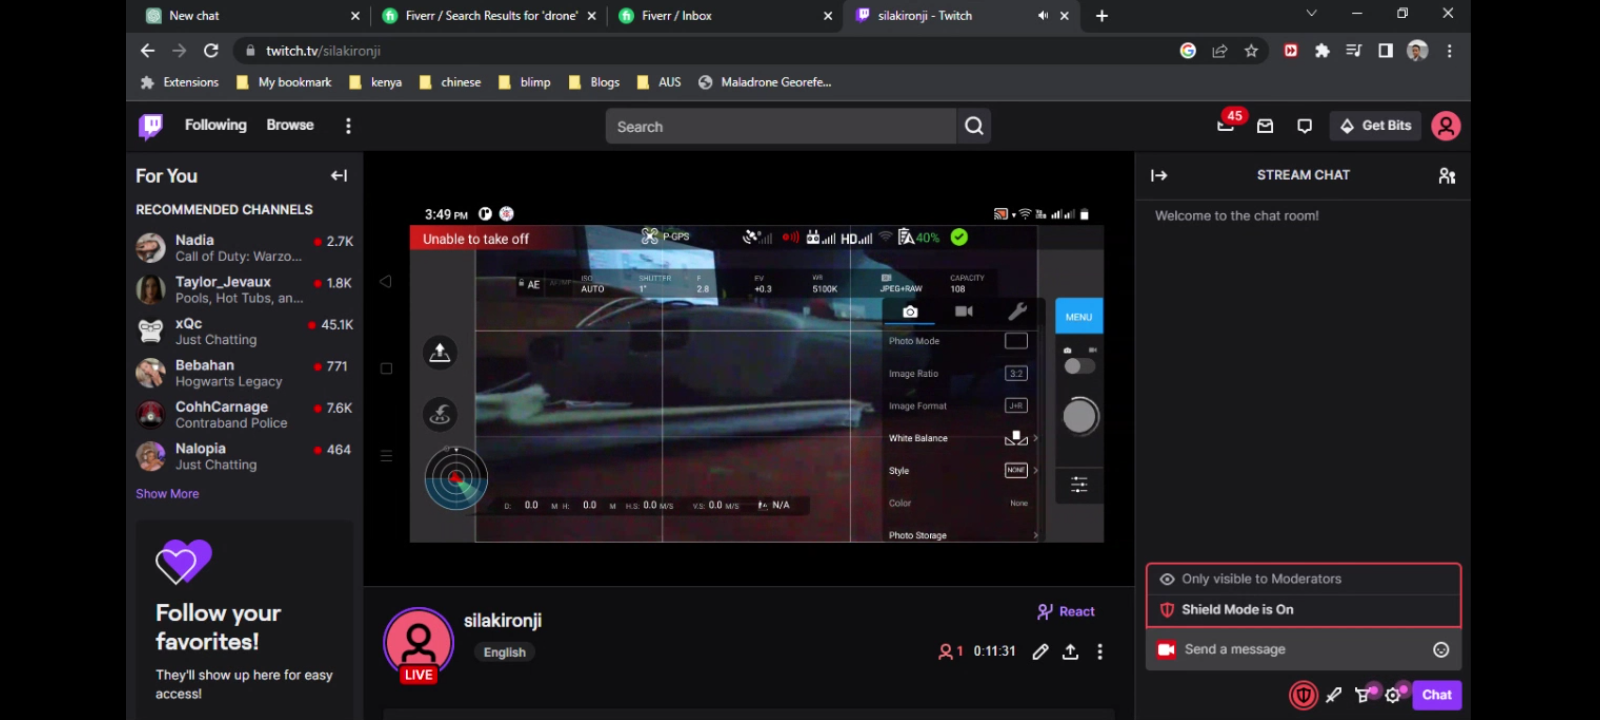 New chat
Fiverr / Search Results for 'drone'
Fiverr / Inbox
silakironji - Twitch
twitch.tv/silakironji
Extensions
My bookmark
kenya
chinese
blimp
Blogs
AUS
Maladrone Georefe...
Following
Browse
Search
45
Get Bits
For You
RECOMMENDED CHANNELS
Nadia
2.7K
Call of Duty: Warzo...
Taylor_Jevaux
1.8K
Pools, Hot Tubs, an...
xQc
45.1K
Just Chatting
Bebahan
771
Hogwarts Legacy
CohhCarnage
7.6K
Contraband Police
Nalopia
464
Just Chatting
Show More
Follow your
favorites!
They'll show up here for easy
access!
3:49 PM
Unable to take off
P-GPS
HD
40%
AE
ISO
AUTO
SHUTTER
1"
F
2.8
EV
+0.3
WB
5100K
JPEG+RAW
CAPACITY
108
MENU
Photo Mode
Image Ratio
3:2
Image Format
J+R
White Balance
Style
NONE
Color
None
Photo Storage
D: 0.0 M H: 0.0 M H.S: 0.0 M/S V.S: 0.0 M/S N/A
silakironji
English
LIVE
React
1
0:11:31
STREAM CHAT
Welcome to the chat room!
Only visible to Moderators
Shield Mode is On
Send a message
Chat